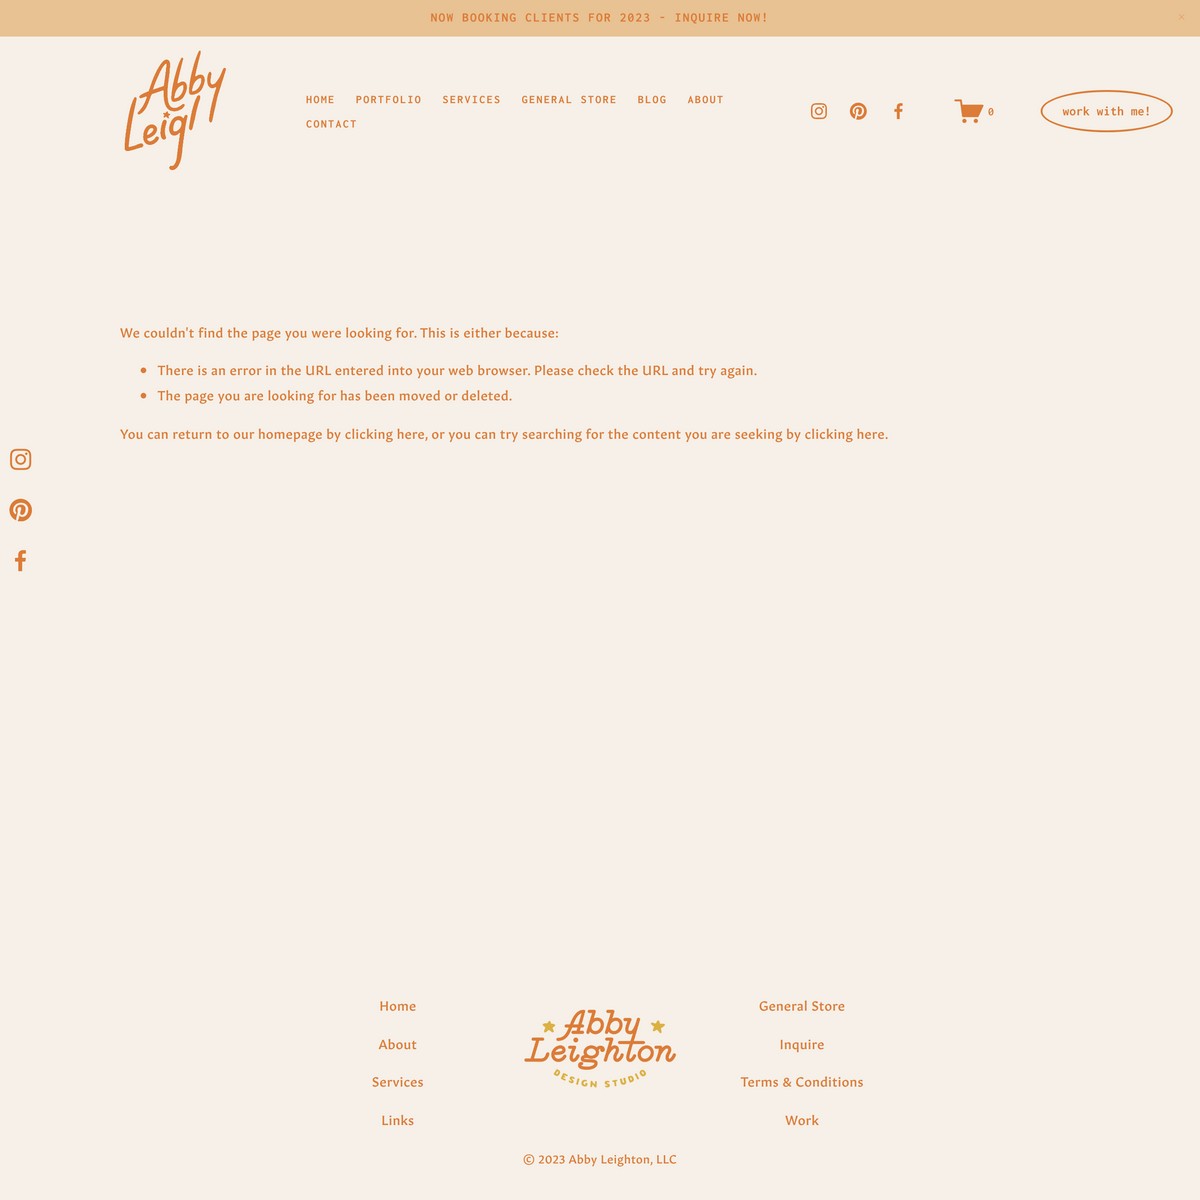 NOW BOOKING CLIENTS FOR 2023 - INQUIRE NOW!
×
Abby
Leigh
HOME PORTFOLIO SERVICES GENERAL STORE BLOG ABOUT
CONTACT
0
work with me!
We couldn't find the page you were looking for. This is either because:
• There is an error in the URL entered into your web browser. Please check the URL and try again.
• The page you are looking for has been moved or deleted.
You can return to our homepage by clicking here, or you can try searching for the content you are seeking by clicking here.
Home
About
Services
Links
Abby
Leighton
DESIGN STUDIO
General Store
Inquire
Terms & Conditions
Work
© 2023 Abby Leighton, LLC